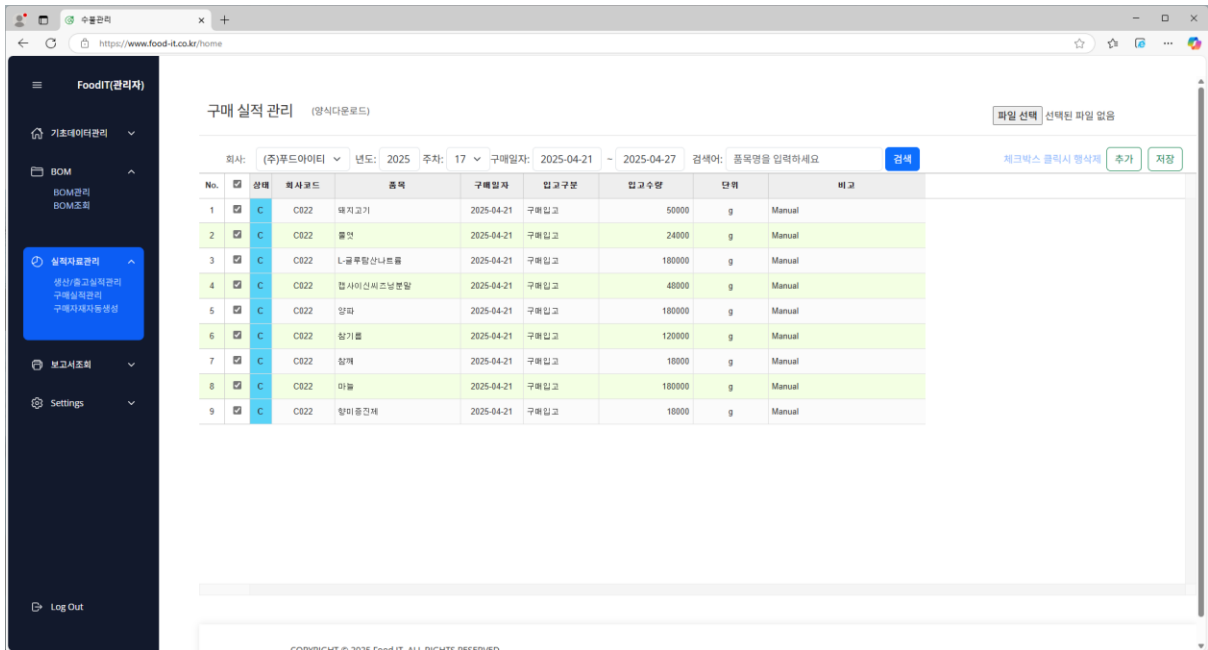 수불관리
https://www.food-it.co.kr/home
FoodIT(관리자)
기초데이터관리
BOM
BOM관리
BOM조회
실적자료관리
생산/출고실적관리
구매실적관리
구매자재자동생성
보고서조회
Settings
Log Out
구매 실적 관리 (양식다운로드) 파일 선택 선택된 파일 없음
회사: (주)푸드아이티 년도: 2025 주차: 17 구매일자: 2025-04-21 ~ 2025-04-27 검색어: 품목명을 입력하세요 검색 체크박스 클릭시 행삭제 추가 저장
No. 상태 회사코드 품목 구매일자 입고구분 입고수량 단위 비고
1 C C022 돼지고기 2025-04-21 구매입고 50000 g Manual
2 C C022 물엿 2025-04-21 구매입고 24000 g Manual
3 C C022 L-글루탐산나트륨 2025-04-21 구매입고 180000 g Manual
4 C C022 캡사이신씨즈닝분말 2025-04-21 구매입고 48000 g Manual
5 C C022 양파 2025-04-21 구매입고 180000 g Manual
6 C C022 참기름 2025-04-21 구매입고 120000 g Manual
7 C C022 참깨 2025-04-21 구매입고 18000 g Manual
8 C C022 마늘 2025-04-21 구매입고 180000 g Manual
9 C C022 향미증진제 2025-04-21 구매입고 18000 g Manual
COPYRIGHT © 2025 Food IT. ALL RIGHTS RESERVED